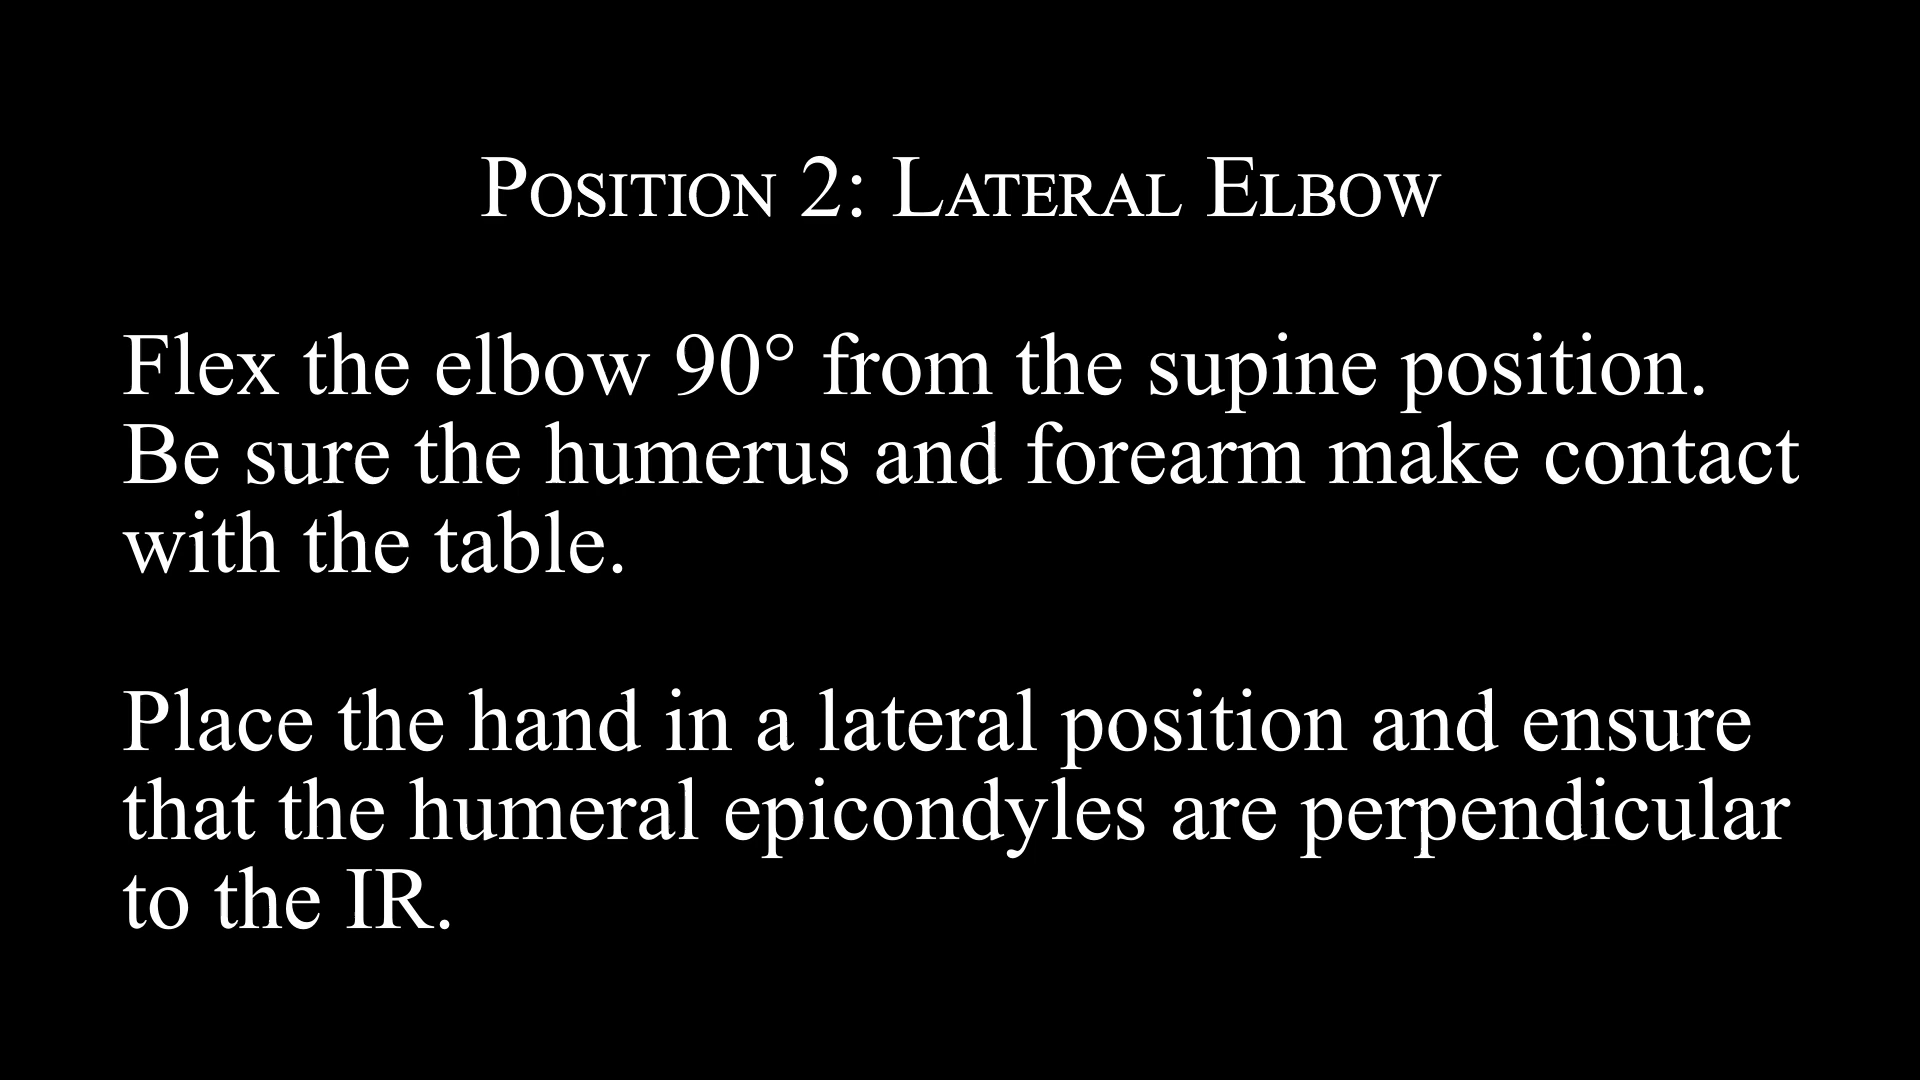 Position 2: Lateral Elbow
Flex the elbow 90° from the supine position.
Be sure the humerus and forearm make contact
with the table.
Place the hand in a lateral position and ensure
that the humeral epicondyles are perpendicular
to the IR.